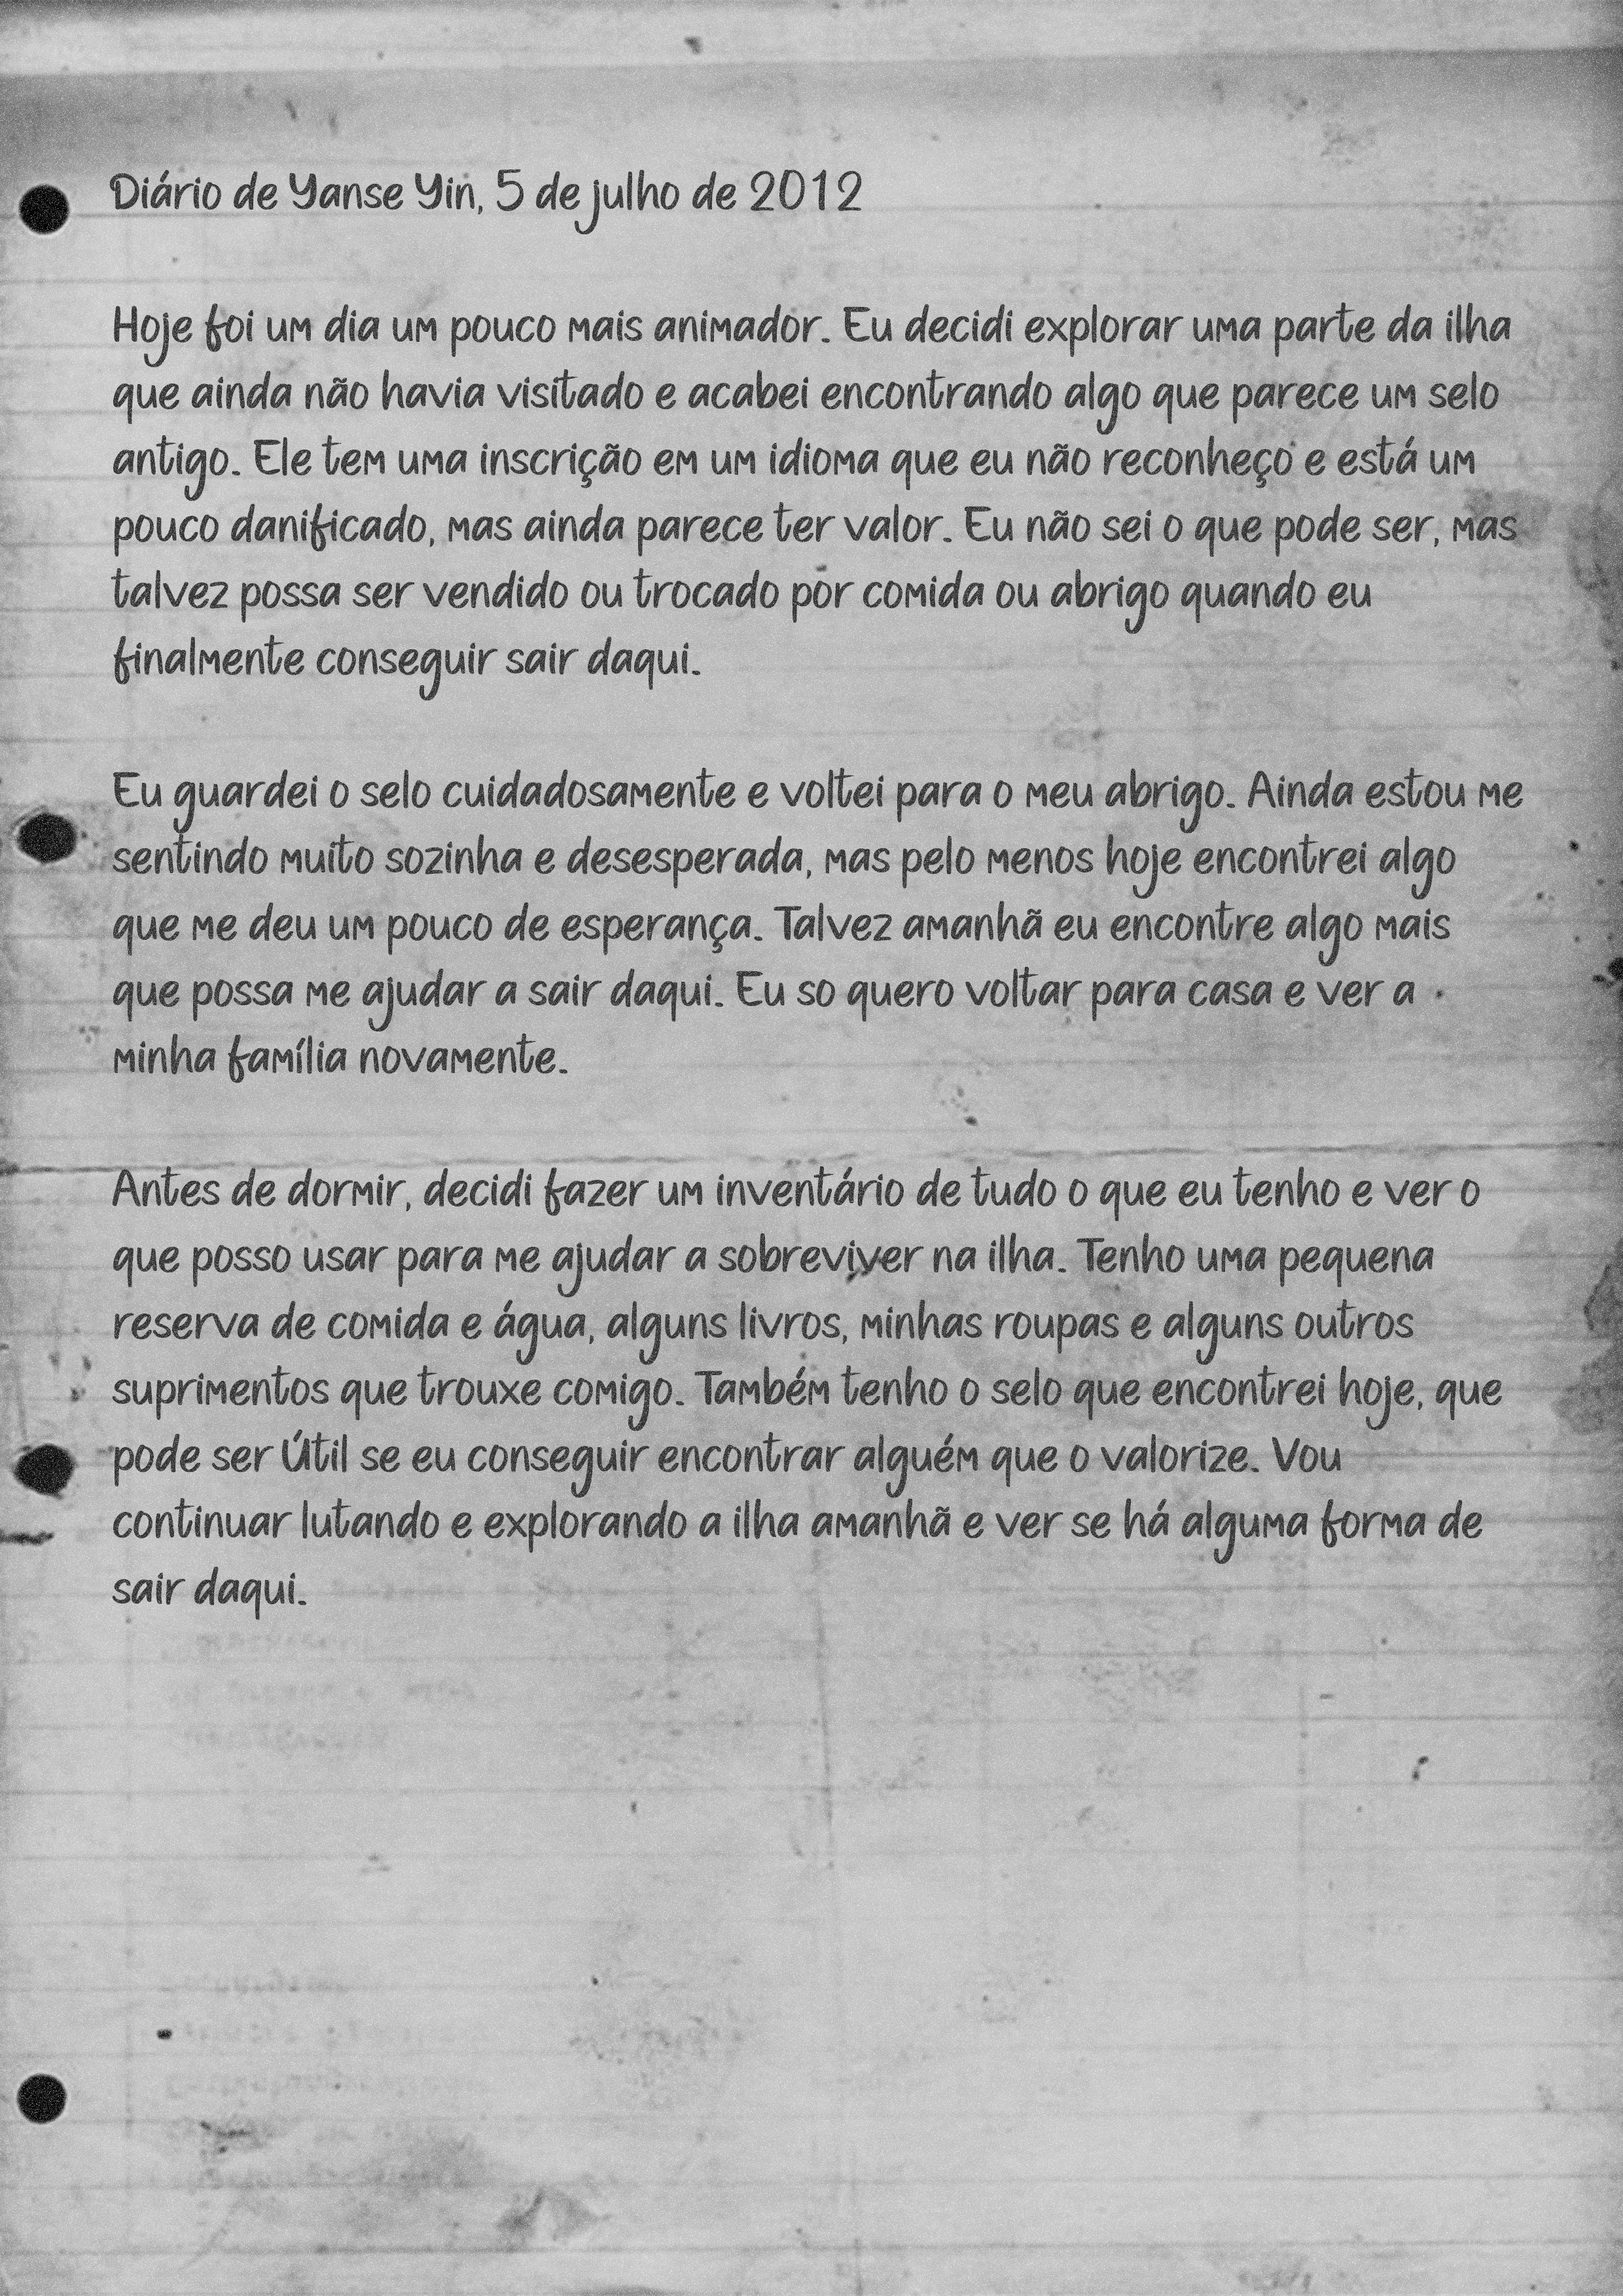 Diário de Yanse Yin, 5 de julho de 2012
Hoje foi um dia um pouco mais animador. Eu decidi explorar uma parte da ilha
que ainda não havia visitado e acabei encontrando algo que parece um selo
antigo. Ele tem uma inscrição em um idioma que eu não reconheço e está um
pouco danificado, mas ainda parece ter valor. Eu não sei o que pode ser, mas
talvez possa ser vendido ou trocado por comida ou abrigo quando eu
finalmente conseguir sair daqui.
Eu guardei o selo cuidadosamente e voltei para o meu abrigo. Ainda estou me
sentindo muito sozinha e desesperada, mas pelo menos hoje encontrei algo
que me deu um pouco de esperança. Talvez amanhã eu encontre algo mais
que possa me ajudar a sair daqui. Eu so quero voltar para casa e ver a
minha família novamente.
Antes de dormir, decidi fazer um inventário de tudo o que eu tenho e ver o
que posso usar para me ajudar a sobreviver na ilha. Tenho uma pequena
reserva de comida e água, alguns livros, minhas roupas e alguns outros
suprimentos que trouxe comigo. Também tenho o selo que encontrei hoje, que
pode ser Útil se eu conseguir encontrar alguém que o valorize. Vou
continuar lutando e explorando a ilha amanhã e ver se há alguma forma de
sair daqui.